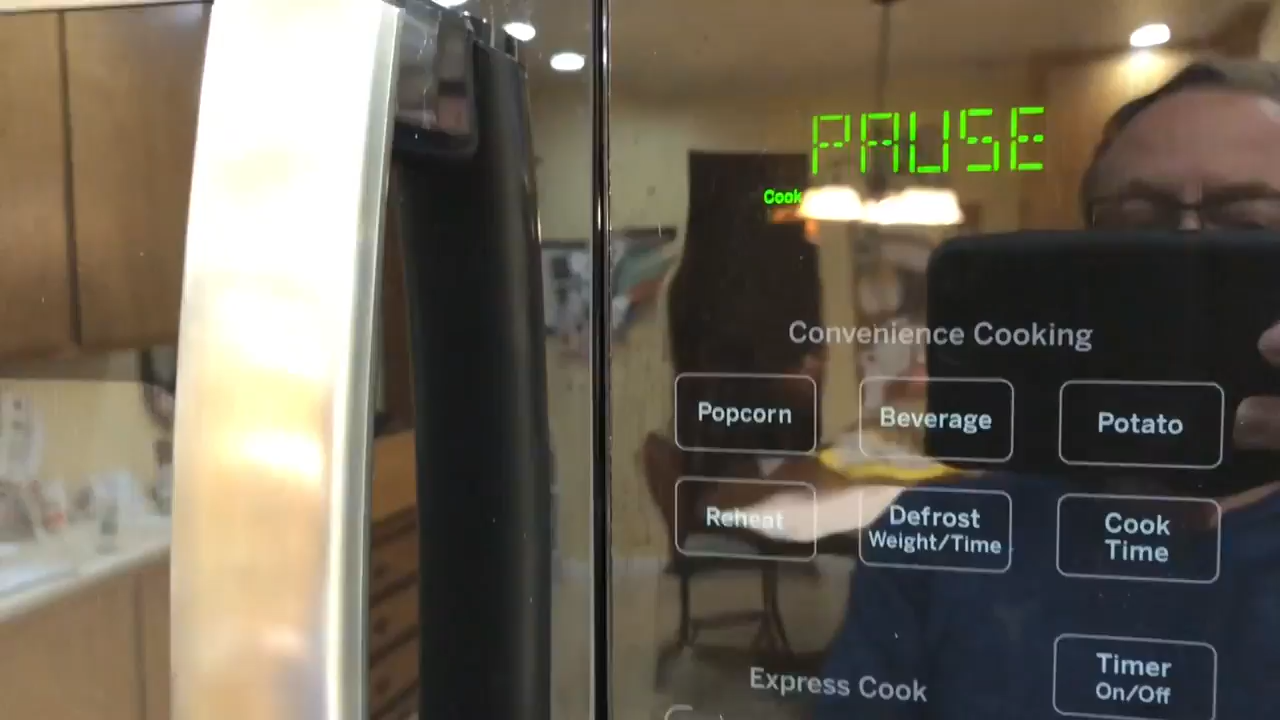 PAUSE
Cook
Convenience Cooking
Popcorn
Beverage
Potato
Reheat
Defrost
Weight/Time
Cook
Time
Express Cook
Timer
On/Off